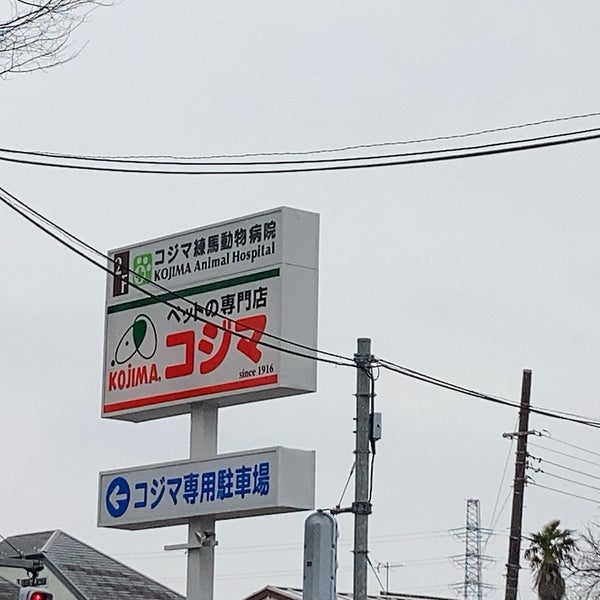 2F
コジマ練馬動物病院
KOJIMA Animal Hospital
ペットの専門店
コジマ
KOJIMA
since 1916
コジマ専用駐車場